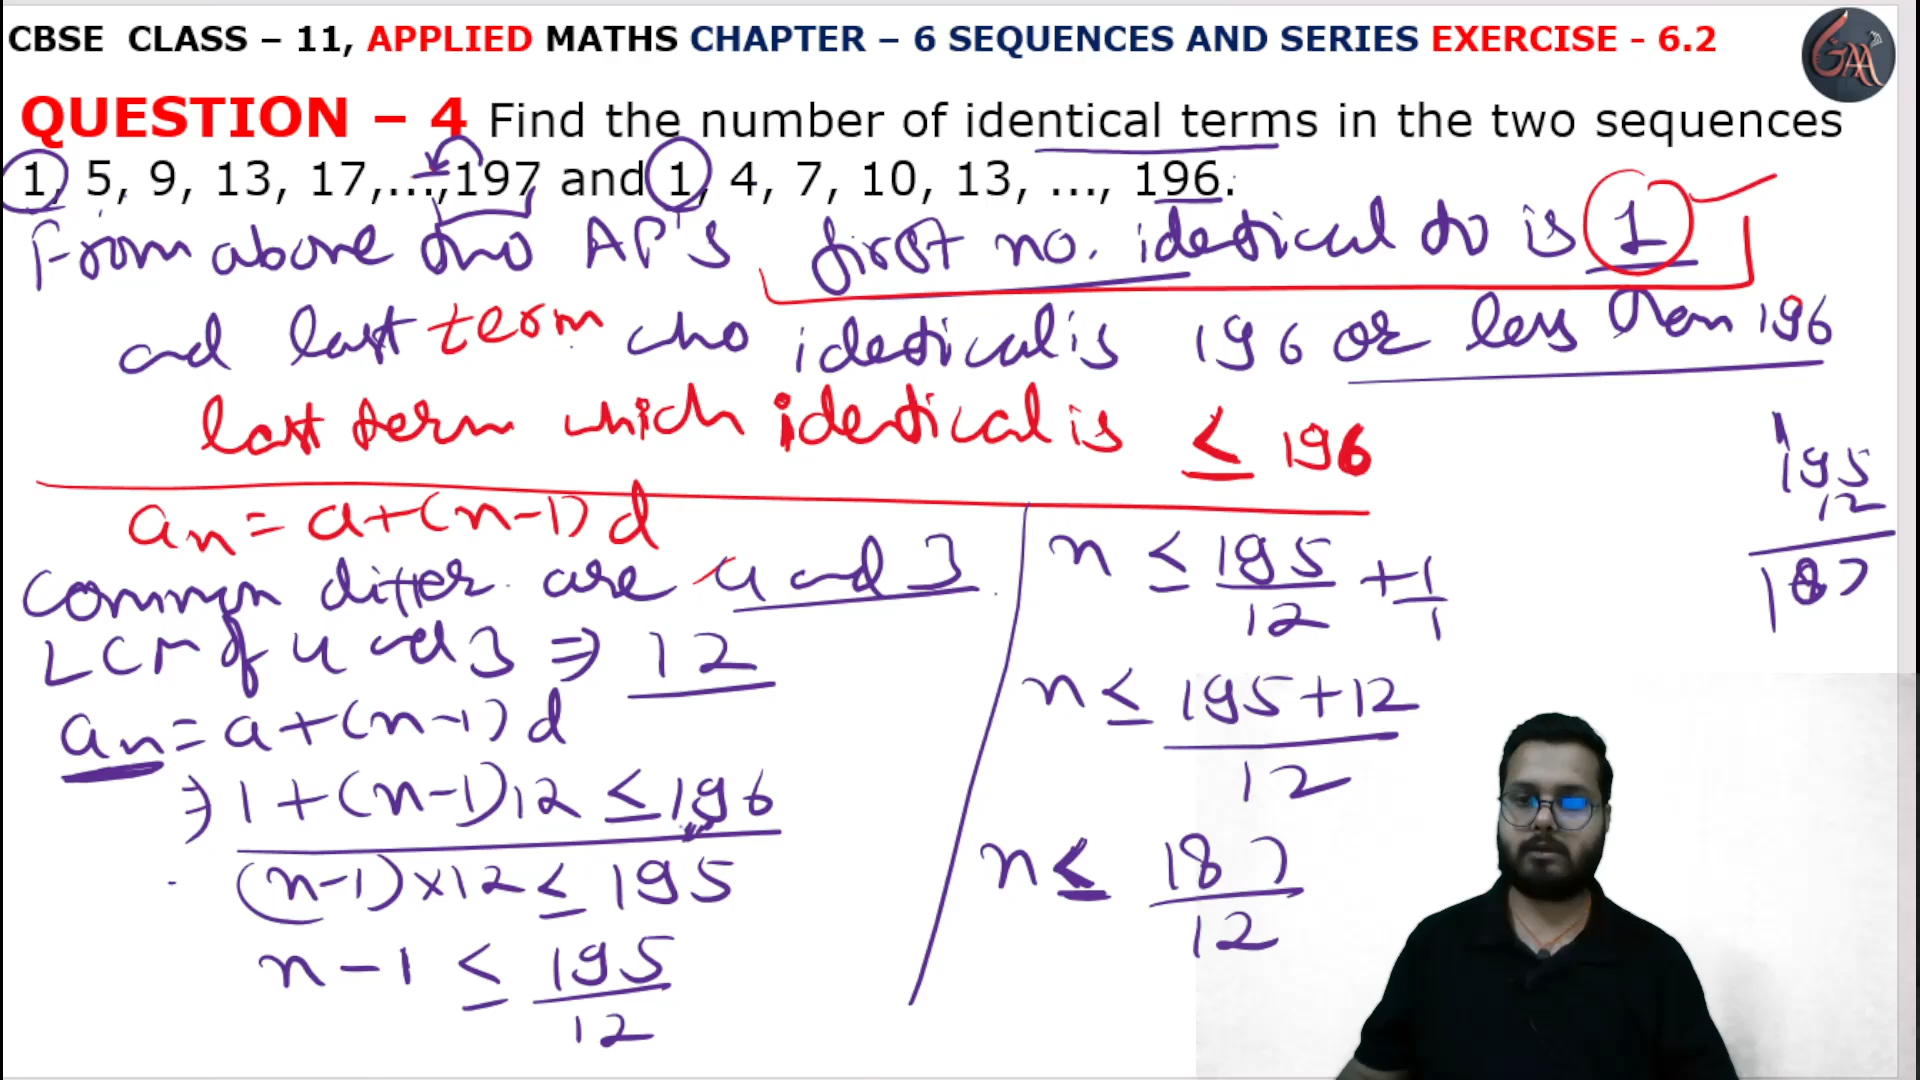 CBSE CLASS – 11, APPLIED MATHS CHAPTER – 6 SEQUENCES AND SERIES EXERCISE - 6.2
QUESTION – 4 Find the number of identical terms in the two sequences
1, 5, 9, 13, 17,...,197 and 1, 4, 7, 10, 13, ..., 196.
From above two AP's first no. identical is 1
and last term who identical is 196 or less than 196
last term which identical is ≤ 196
an = a+(n-1)d
Common differ. are 4 and 3
LCM of 4 and 3 ⇒ 12
an = a+(n-1)d
⇒ 1+(n-1)12 ≤ 196
(n-1)×12 ≤ 195
n-1 ≤ 195/12
n ≤ 195/12 + 1/1
n ≤ 195+12/12
n ≤ 187/12
195
12
187